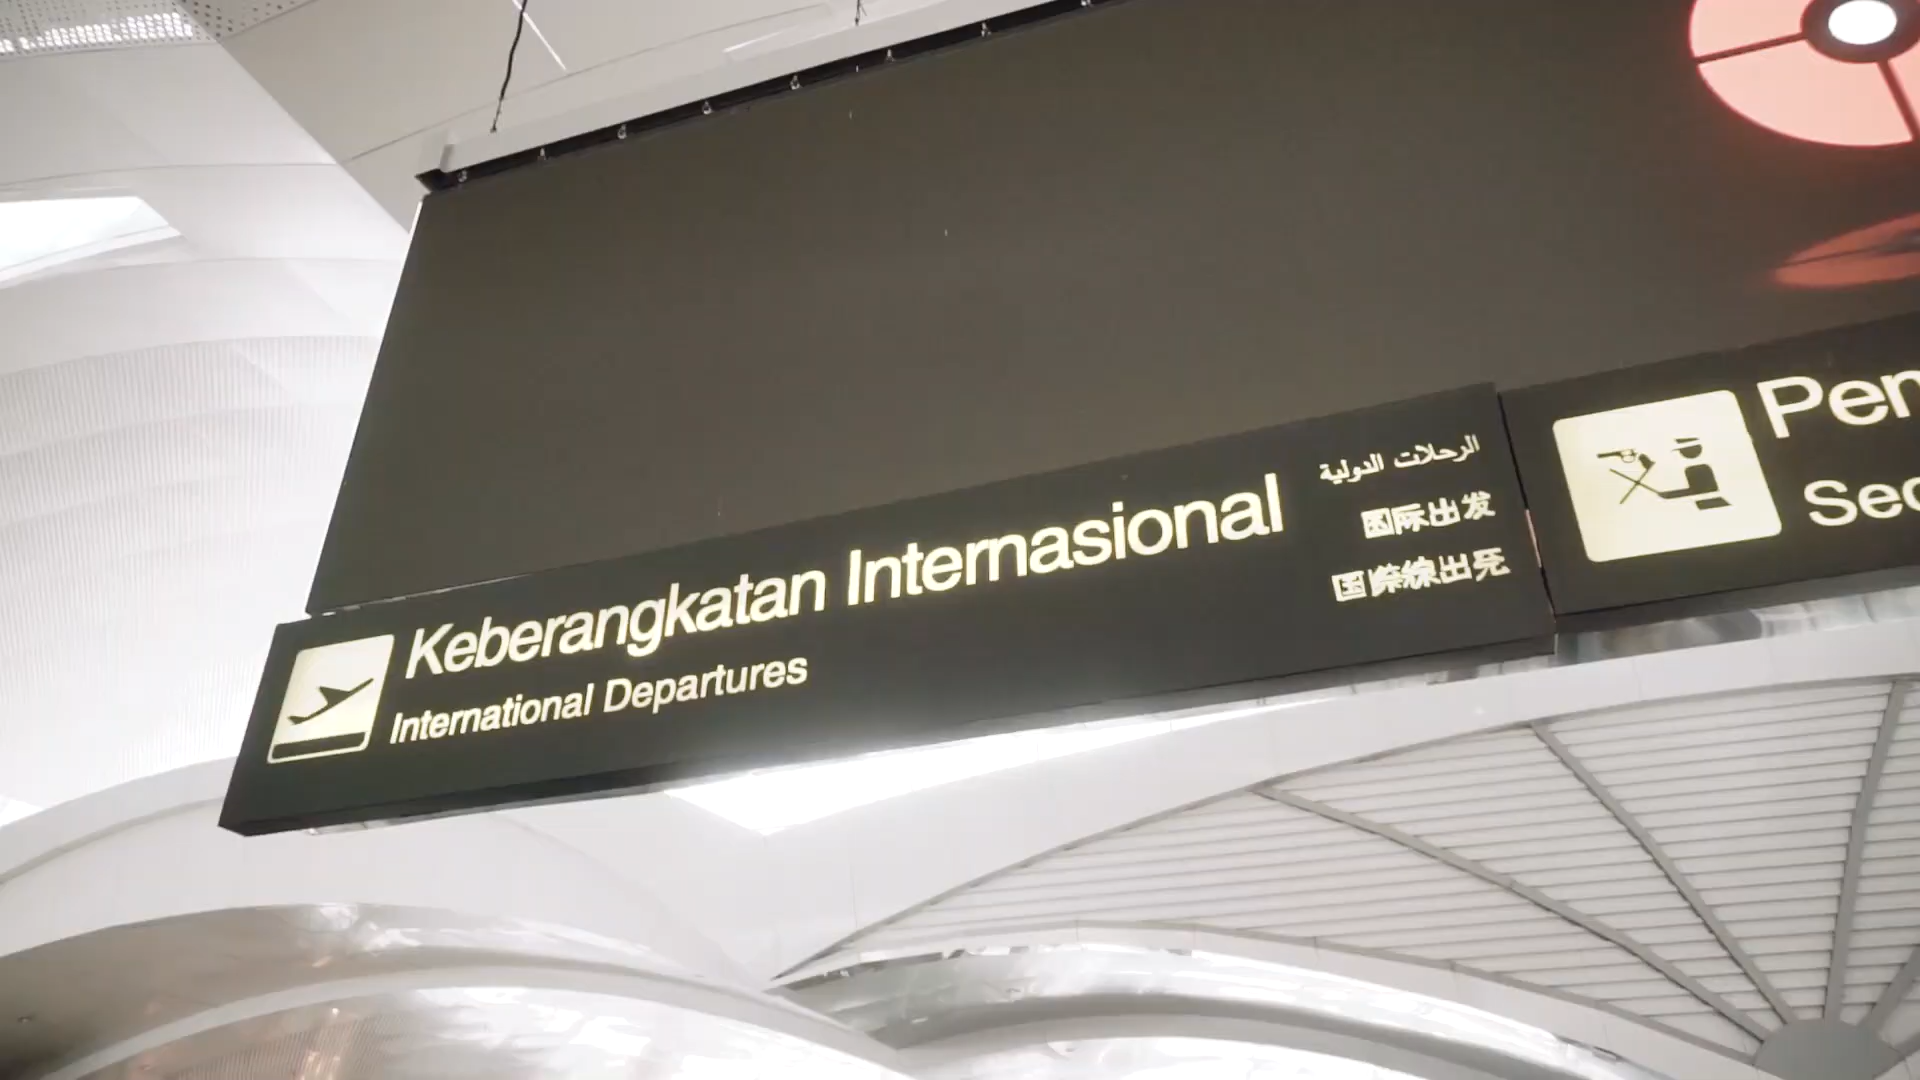 Keberangkatan Internasional
International Departures
الرحلات الدولية
国际出发
国際線出発
Pen
Sec